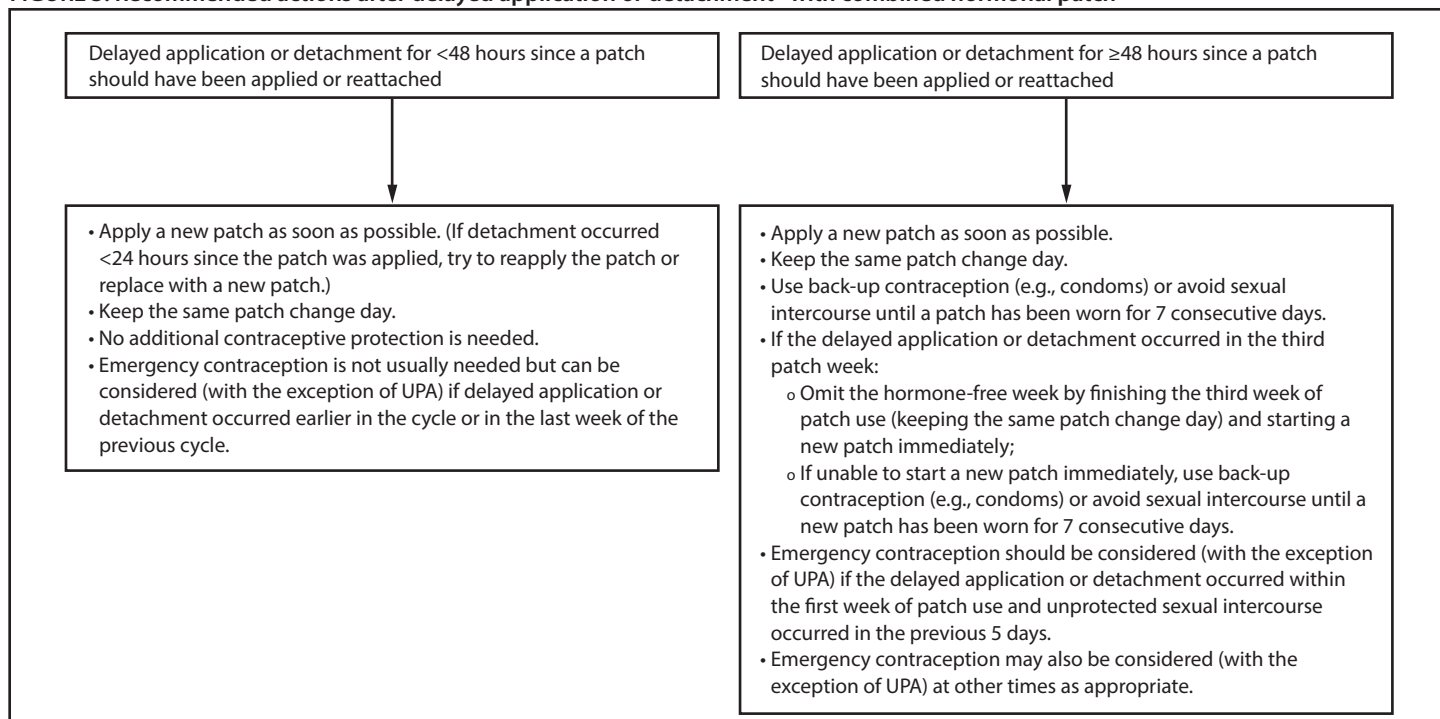 Delayed application or detachment for <48 hours since a patch
should have been applied or reattached
• Apply a new patch as soon as possible. (If detachment occurred
<24 hours since the patch was applied, try to reapply the patch or
replace with a new patch.)
• Keep the same patch change day.
• No additional contraceptive protection is needed.
• Emergency contraception is not usually needed but can be
considered (with the exception of UPA) if delayed application or
detachment occurred earlier in the cycle or in the last week of the
previous cycle.
Delayed application or detachment for ≥48 hours since a patch
should have been applied or reattached
• Apply a new patch as soon as possible.
• Keep the same patch change day.
• Use back-up contraception (e.g., condoms) or avoid sexual
intercourse until a patch has been worn for 7 consecutive days.
• If the delayed application or detachment occurred in the third
patch week:
o Omit the hormone-free week by finishing the third week of
patch use (keeping the same patch change day) and starting a
new patch immediately;
o If unable to start a new patch immediately, use back-up
contraception (e.g., condoms) or avoid sexual intercourse until a
new patch has been worn for 7 consecutive days.
• Emergency contraception should be considered (with the exception
of UPA) if the delayed application or detachment occurred within
the first week of patch use and unprotected sexual intercourse
occurred in the previous 5 days.
• Emergency contraception may also be considered (with the
exception of UPA) at other times as appropriate.